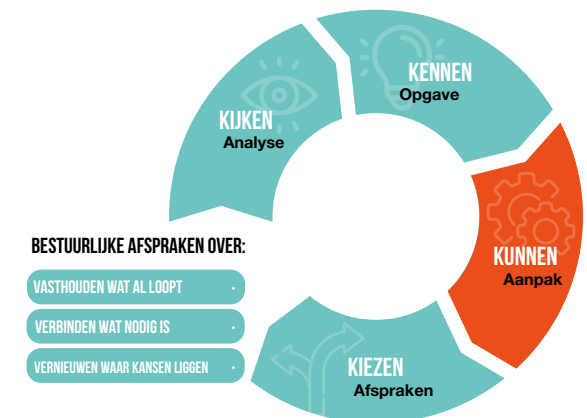 KIJKEN
Analyse
KENNEN
Opgave
KUNNEN
Aanpak
KIEZEN
Afspraken
BESTUURLIJKE AFSPRAKEN OVER:
VASTHOUDEN WAT AL LOOPT
VERBINDEN WAT NODIG IS
VERNIEUWEN WAAR KANSEN LIGGEN